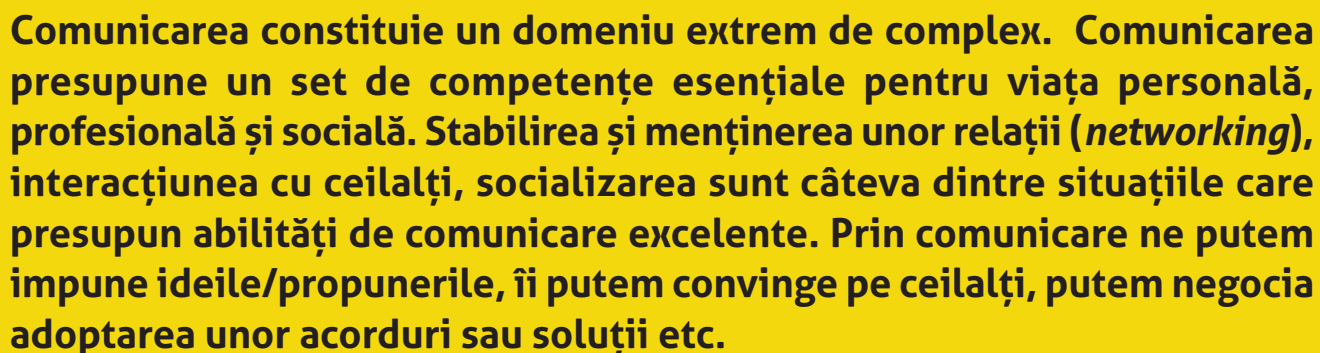 Comunicarea constituie un domeniu extrem de complex. Comunicarea
presupune un set de competențe esențiale pentru viața personală,
profesională și socială. Stabilirea și menținerea unor relații (networking),
interacțiunea cu ceilalți, socializarea sunt câteva dintre situațiile care
presupun abilități de comunicare excelente. Prin comunicare ne putem
impune ideile/propunerile, îi putem convinge pe ceilalți, putem negocia
adoptarea unor acorduri sau soluții etc.